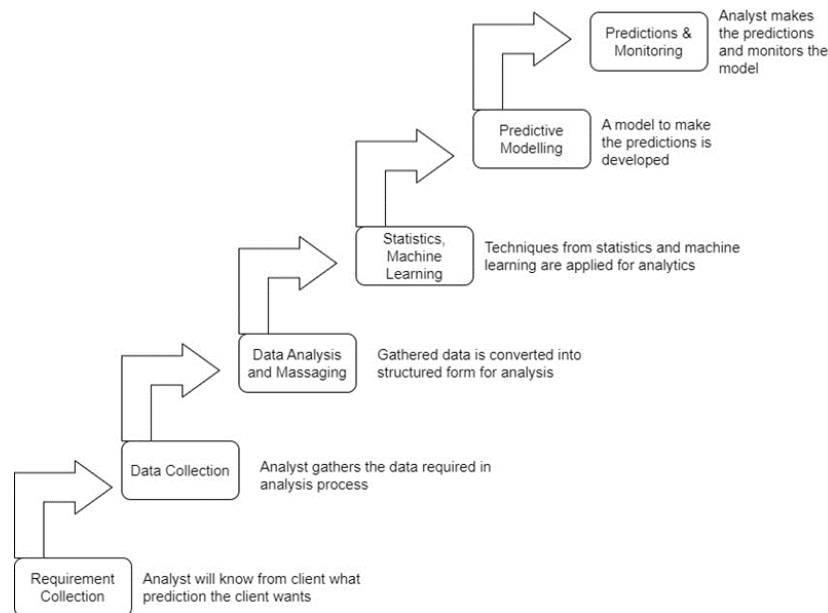 Predictions &
Monitoring
Analyst makes
the predictions
and monitors the
model
Predictive
Modelling
A model to make
the predictions is
developed
Statistics,
Machine
Learning
Techniques from statistics and machine
learning are applied for analytics
Data Analysis
and Massaging
Gathered data is converted into
structured form for analysis
Data Collection
Analyst gathers the data required in
analysis process
Requirement
Collection
Analyst will know from client what
prediction the client wants